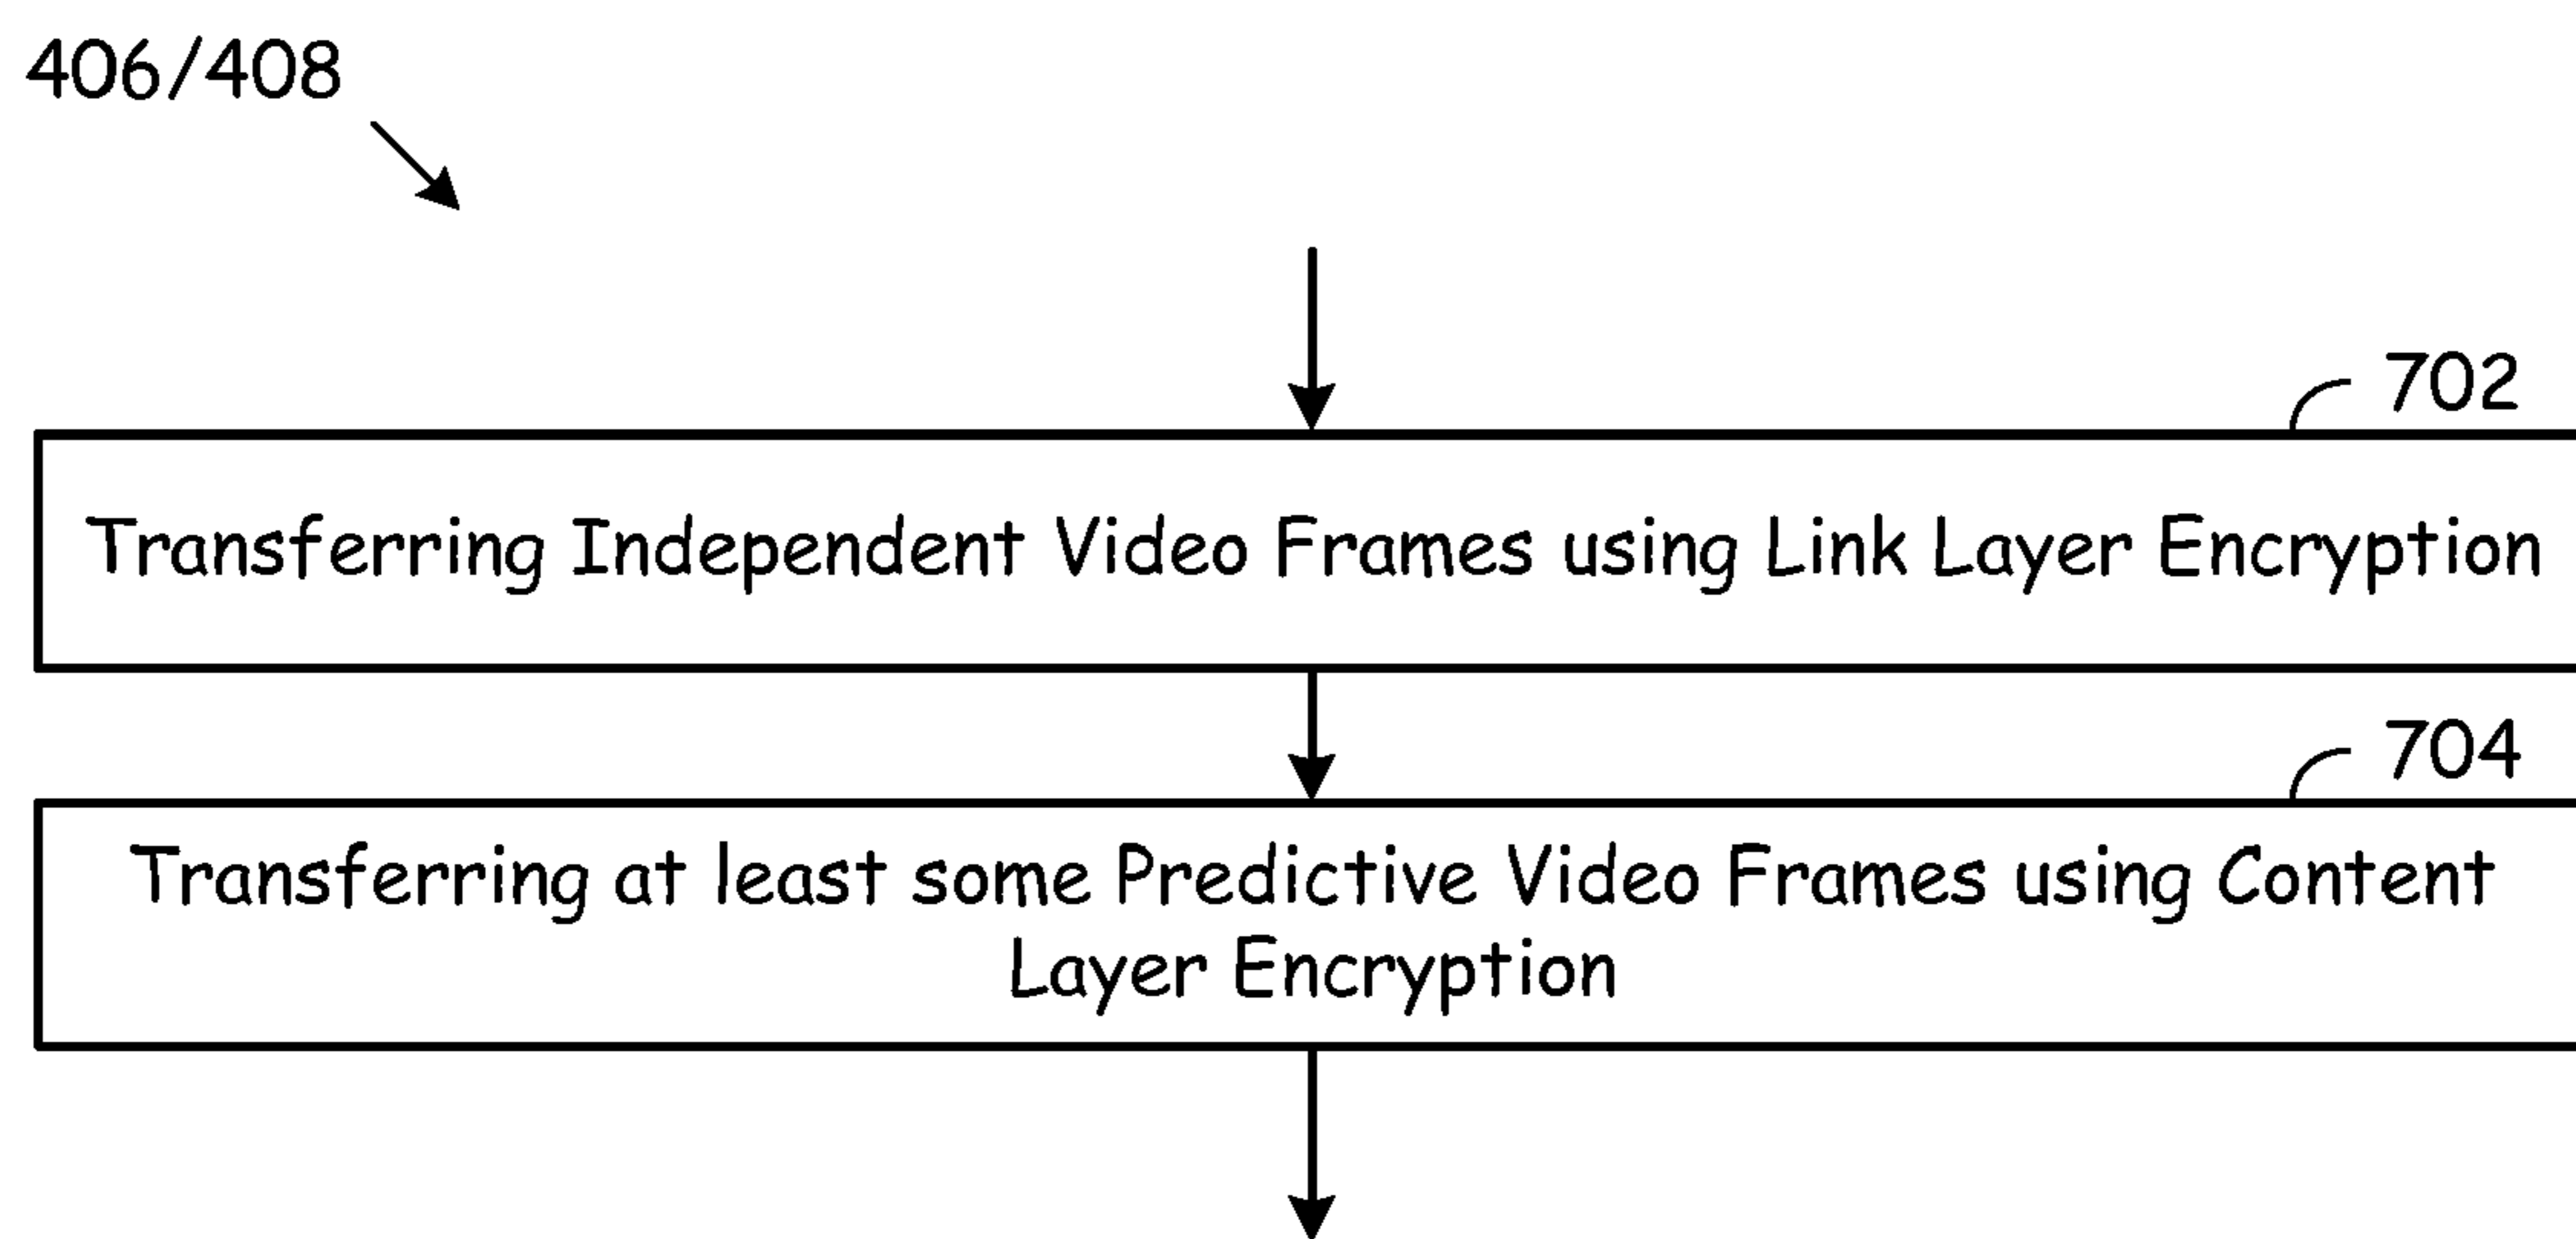 406/408
702
Transferring Independent Video Frames using Link Layer Encryption
704
Transferring at least some Predictive Video Frames using Content
Layer Encryption